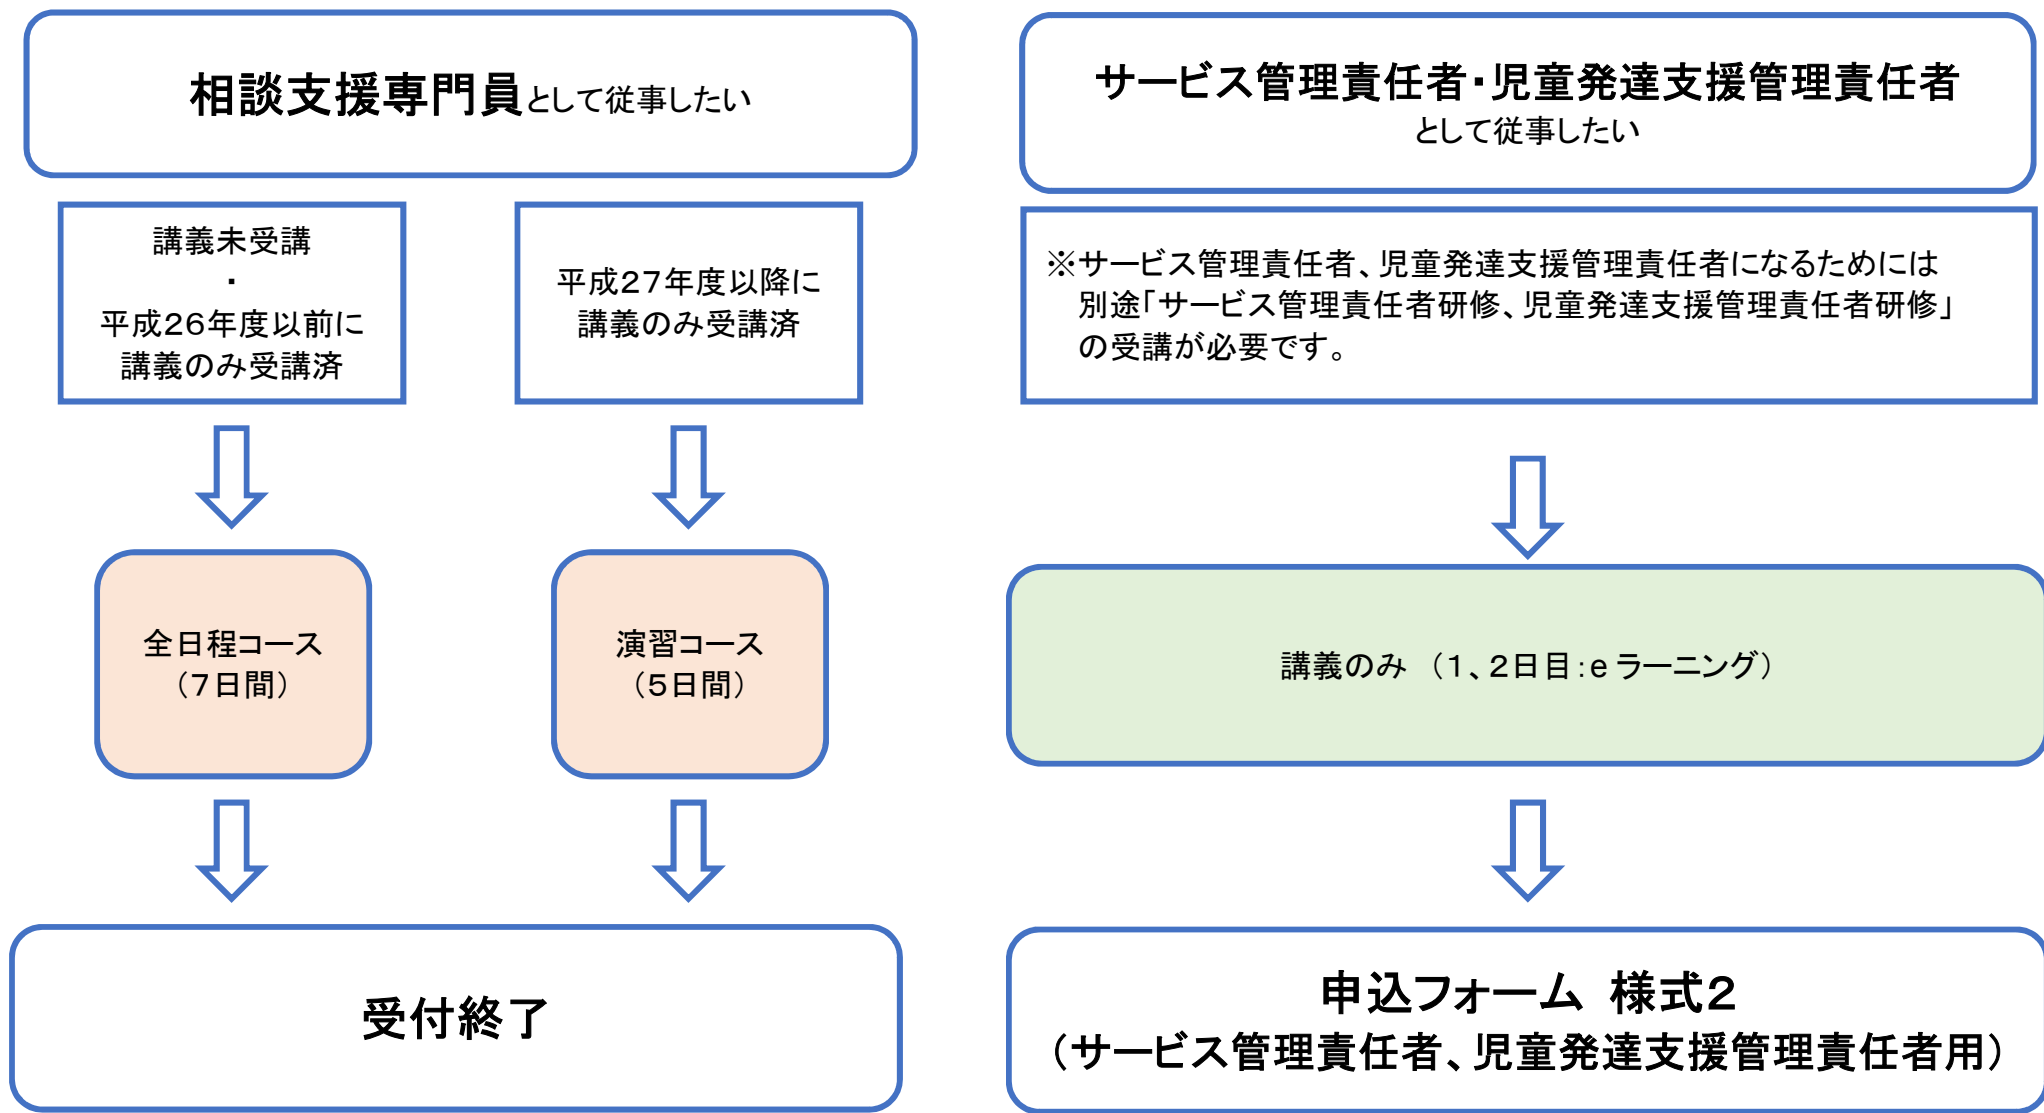 相談支援専門員として従事したい
講義未受講
・
平成26年度以前に
講義のみ受講済
平成27年度以降に
講義のみ受講済
全日程コース
（7日間）
演習コース
（5日間）
受付終了
サービス管理責任者・児童発達支援管理責任者
として従事したい
※サービス管理責任者、児童発達支援管理責任者になるためには
別途「サービス管理責任者研修、児童発達支援管理責任者研修」
の受講が必要です。
講義のみ （1、2日目：e ラーニング）
申込フォーム 様式2
（サービス管理責任者、児童発達支援管理責任者用）